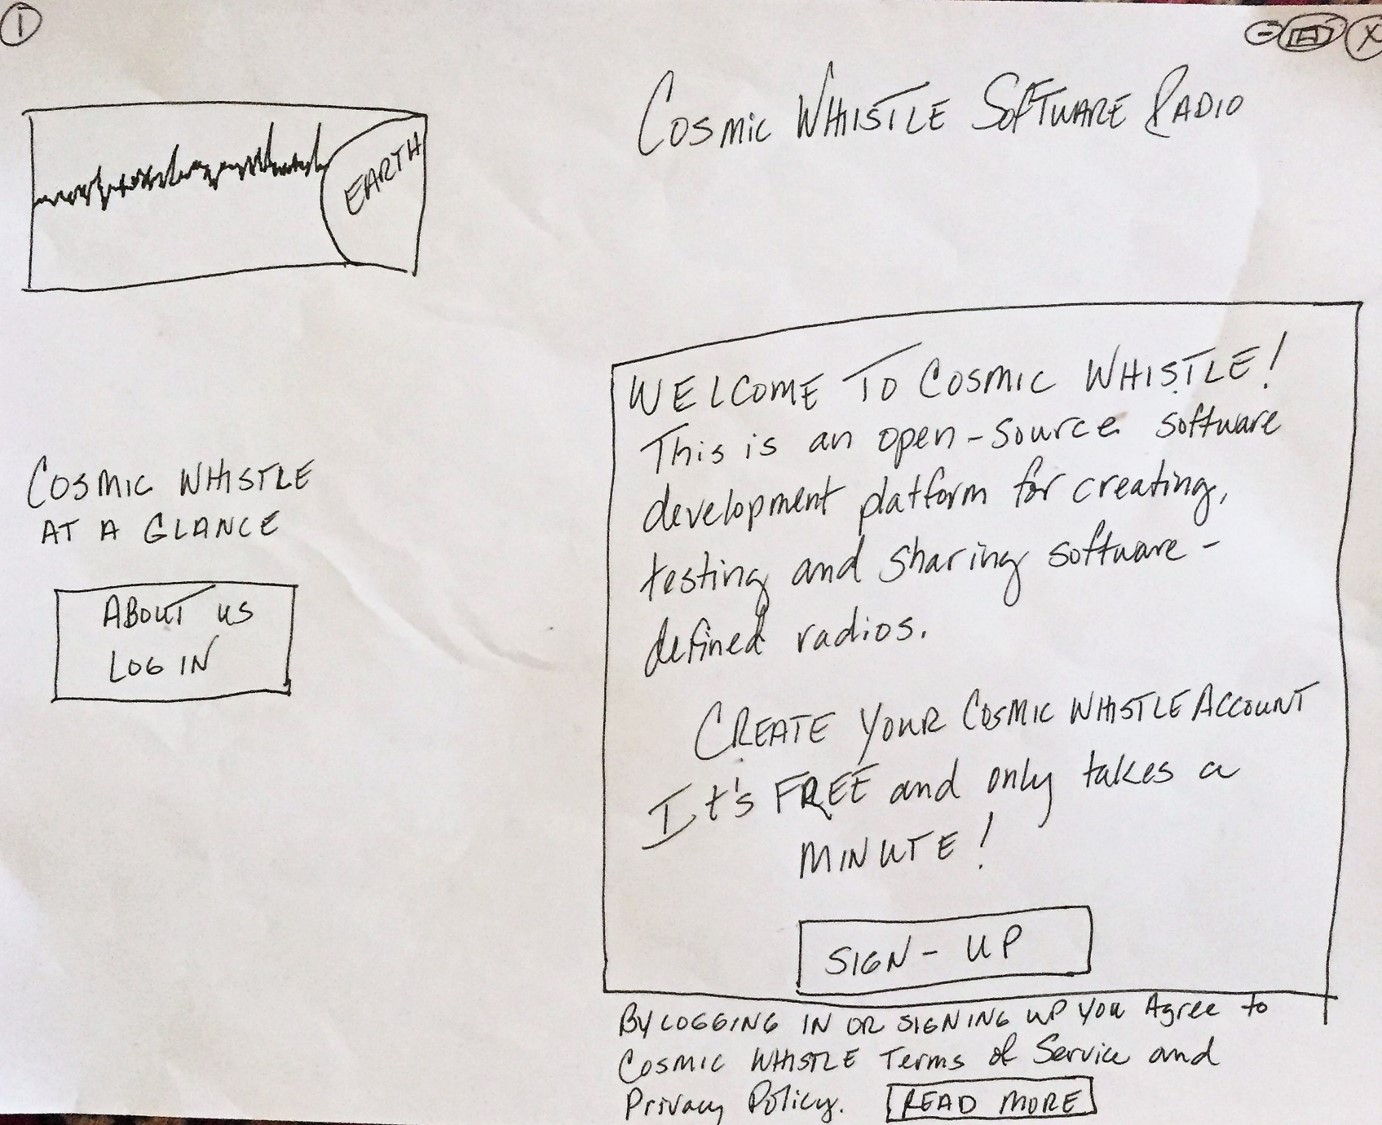 1
- X
COSMIC WHISTLE SOFTWARE RADIO
EARTH
WELCOME TO COSMIC WHISTLE!
This is an open-source software
development platform for creating,
testing and sharing software-
defined radios.
CREATE YOUR COSMIC WHISTLE ACCOUNT
It's FREE and only takes a
MINUTE!
SIGN-UP
COSMIC WHISTLE
AT A GLANCE
ABOUT US
LOG IN
BY LOGGING IN OR SIGNING UP YOU Agree to
COSMIC WHISTLE Terms of Service and
Privacy Policy. READ MORE